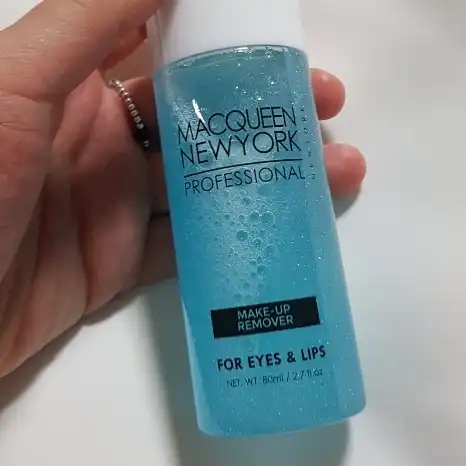 MACQUEEN
NEWYORK
PROFESSIONAL
MAKE-UP
REMOVER
FOR EYES & LIPS
NET. WT. 80ml / 2.7 fl.oz